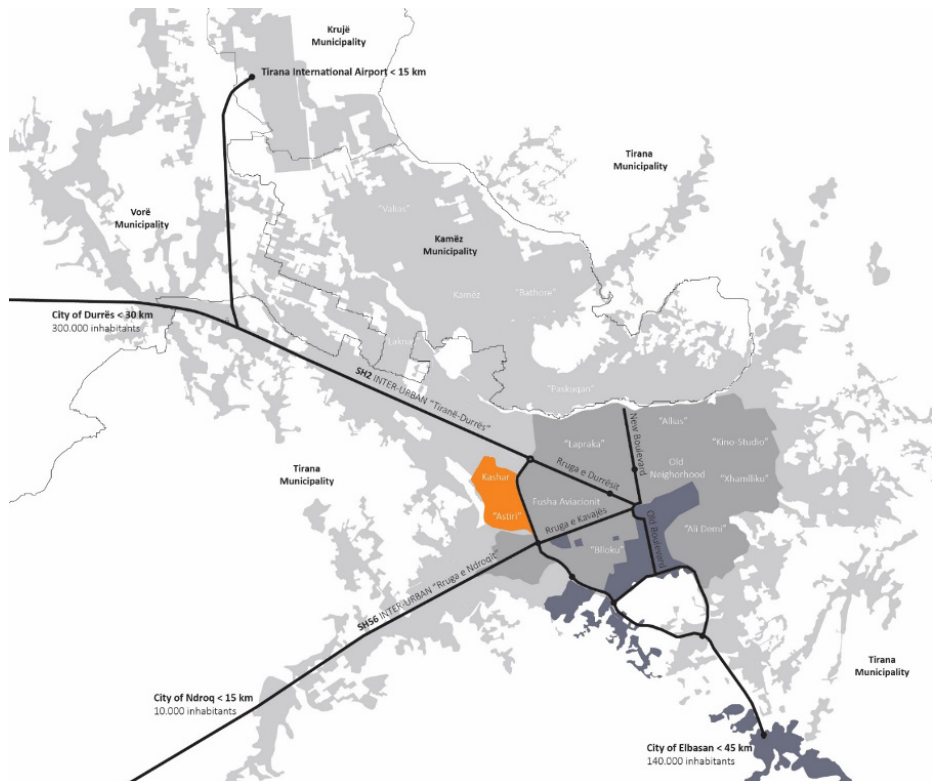 Krujë
Municipality
Tirana International Airport < 15 km
Tirana
Municipality
"Valias"
Vorë
Municipality
Kamëz
Municipality
Kamëz
"Bathore"
City of Durrës < 30 km
300.000 inhabitants
Laknas
SH2 INTER-URBAN "Tiranë-Durrës"
"Paskuqan"
New Boulevard
"Allias"
"Lapraka"
"Kino Studio"
Old
Neighorhood
Rruga e Durrësit
"Xhamiliku"
Tirana
Municipality
Kashar
Fusha Aviacionit
"Astiri"
Rruga e Kavajës
Old Boulevard
"Ali Demi"
"Blloku"
SH56 INTER-URBAN "Rruga e Ndroqit"
Tirana
Municipality
City of Ndroq < 15 km
10.000 inhabitants
City of Elbasan < 45 km
140.000 inhabitants